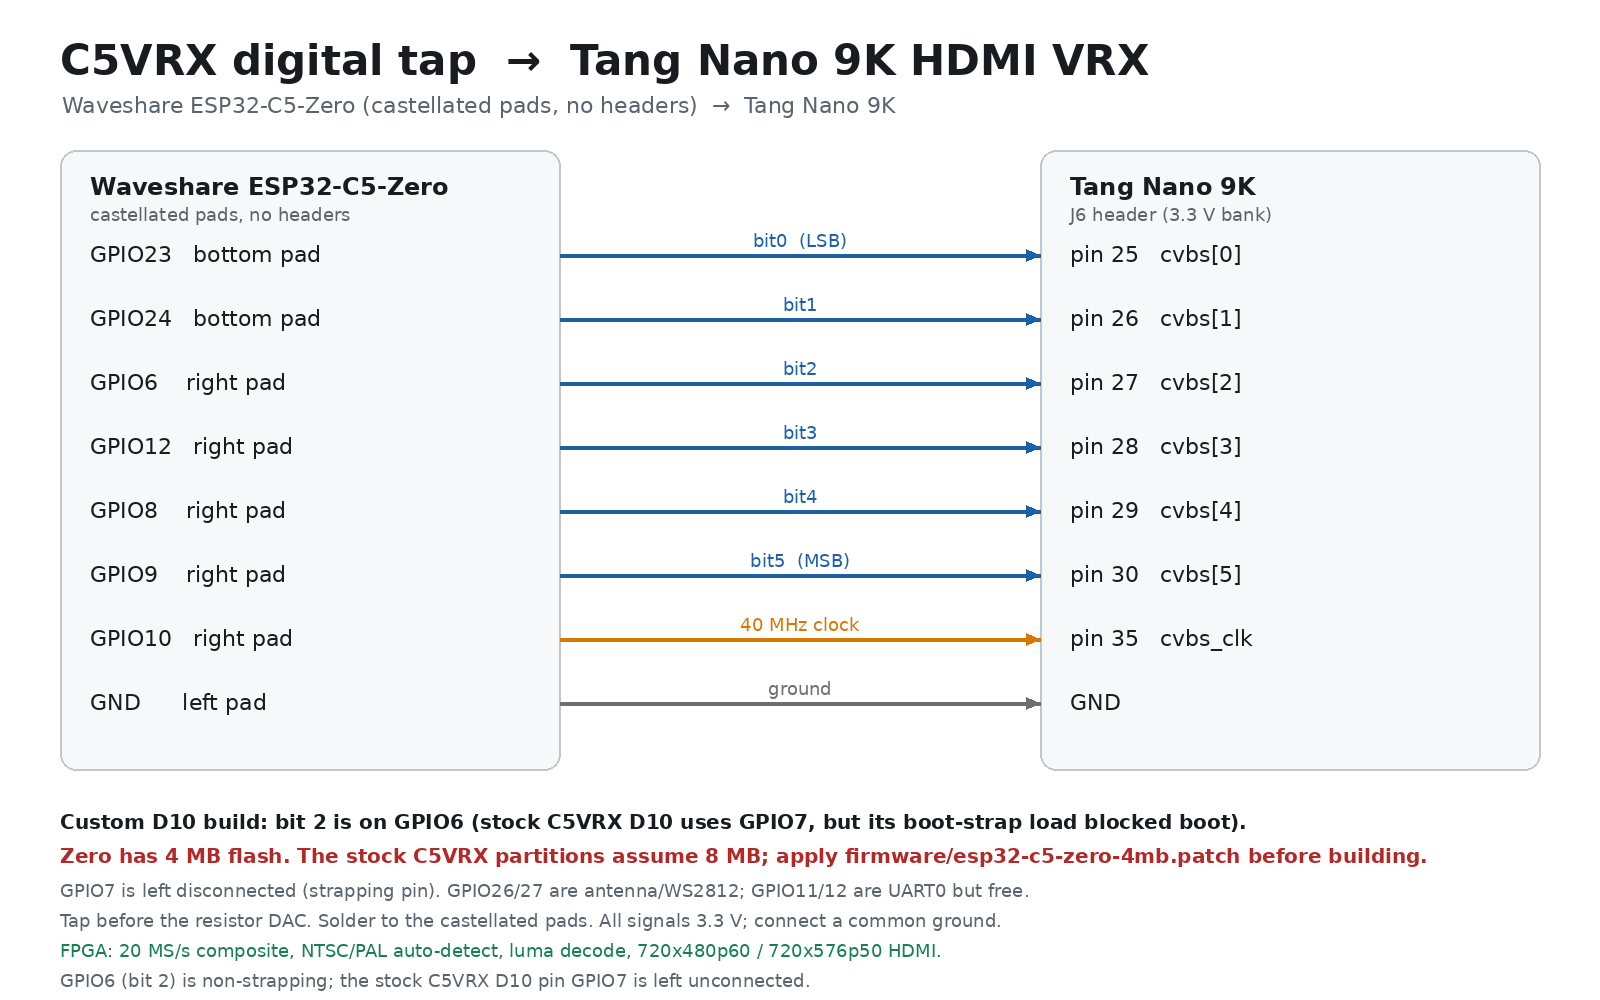 C5VRX digital tap → Tang Nano 9K HDMI VRX
Waveshare ESP32-C5-Zero (castellated pads, no headers) → Tang Nano 9K
Waveshare ESP32-C5-Zero
castellated pads, no headers
Tang Nano 9K
J6 header (3.3 V bank)
GPIO23 bottom pad bit0 (LSB) pin 25 cvbs[0]
GPIO24 bottom pad bit1 pin 26 cvbs[1]
GPIO6 right pad bit2 pin 27 cvbs[2]
GPIO12 right pad bit3 pin 28 cvbs[3]
GPIO8 right pad bit4 pin 29 cvbs[4]
GPIO9 right pad bit5 (MSB) pin 30 cvbs[5]
GPIO10 right pad 40 MHz clock pin 35 cvbs_clk
GND left pad ground GND
Custom D10 build: bit 2 is on GPIO6 (stock C5VRX D10 uses GPIO7, but its boot-strap load blocked boot).
Zero has 4 MB flash. The stock C5VRX partitions assume 8 MB; apply firmware/esp32-c5-zero-4mb.patch before building.
GPIO7 is left disconnected (strapping pin). GPIO26/27 are antenna/WS2812; GPIO11/12 are UART0 but free.
Tap before the resistor DAC. Solder to the castellated pads. All signals 3.3 V; connect a common ground.
FPGA: 20 MS/s composite, NTSC/PAL auto-detect, luma decode, 720x480p60 / 720x576p50 HDMI.
GPIO6 (bit 2) is non-strapping; the stock C5VRX D10 pin GPIO7 is left unconnected.